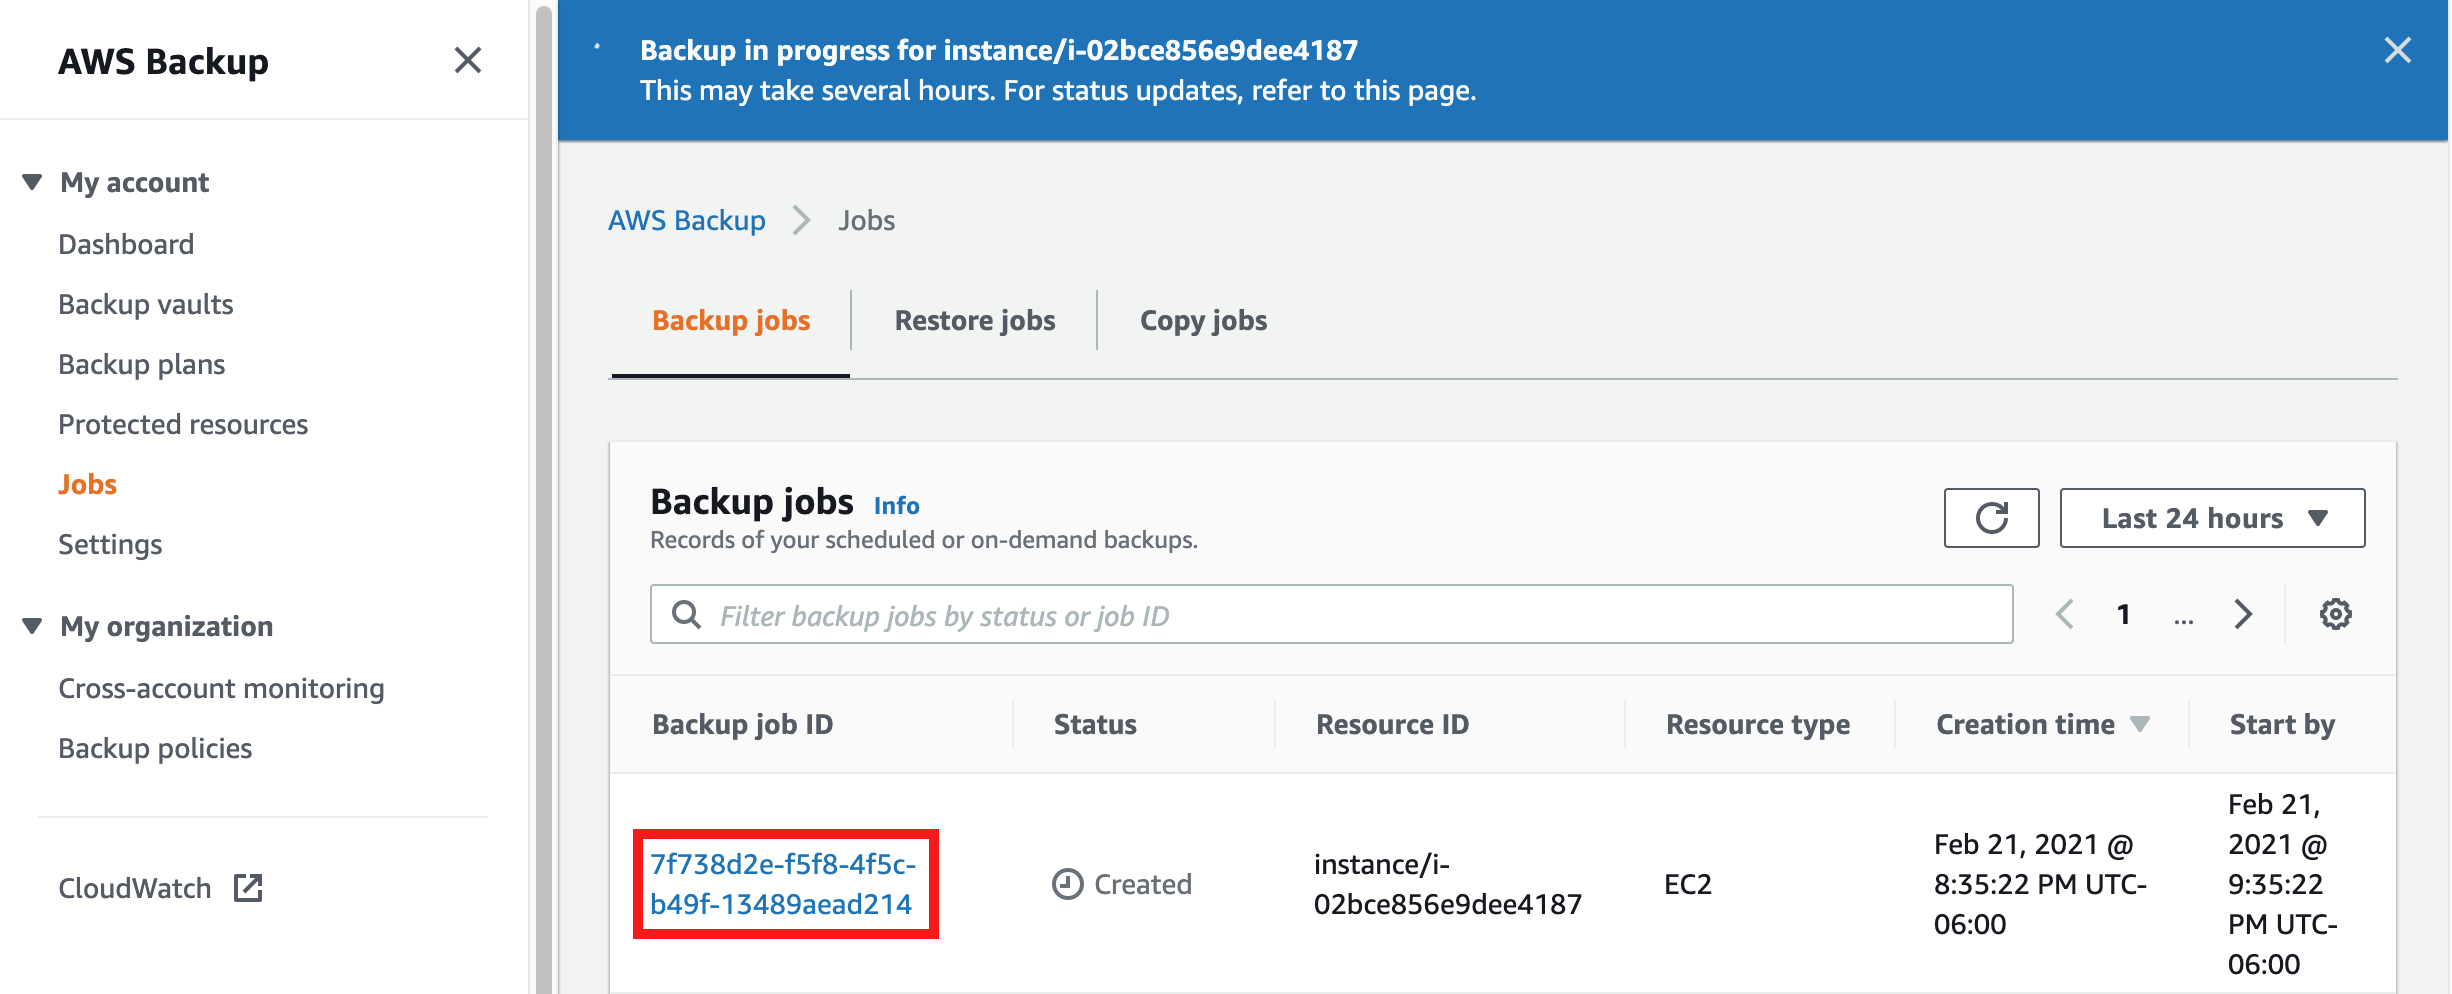 AWS Backup
My account
Dashboard
Backup vaults
Backup plans
Protected resources
Jobs
Settings
My organization
Cross-account monitoring
Backup policies
CloudWatch
Backup in progress for instance/i-02bce856e9dee4187
This may take several hours. For status updates, refer to this page.
AWS Backup Jobs
Backup jobs Restore jobs Copy jobs
Backup jobs Info
Records of your scheduled or on-demand backups.
Last 24 hours
Filter backup jobs by status or job ID
1 ...
Backup job ID Status Resource ID Resource type Creation time Start by
7f738d2e-f5f8-4f5c-
b49f-13489aead214
Created
instance/i-
02bce856e9dee4187
EC2
Feb 21, 2021 @
8:35:22 PM UTC-
06:00
Feb 21,
2021 @
9:35:22
PM UTC-
06:00